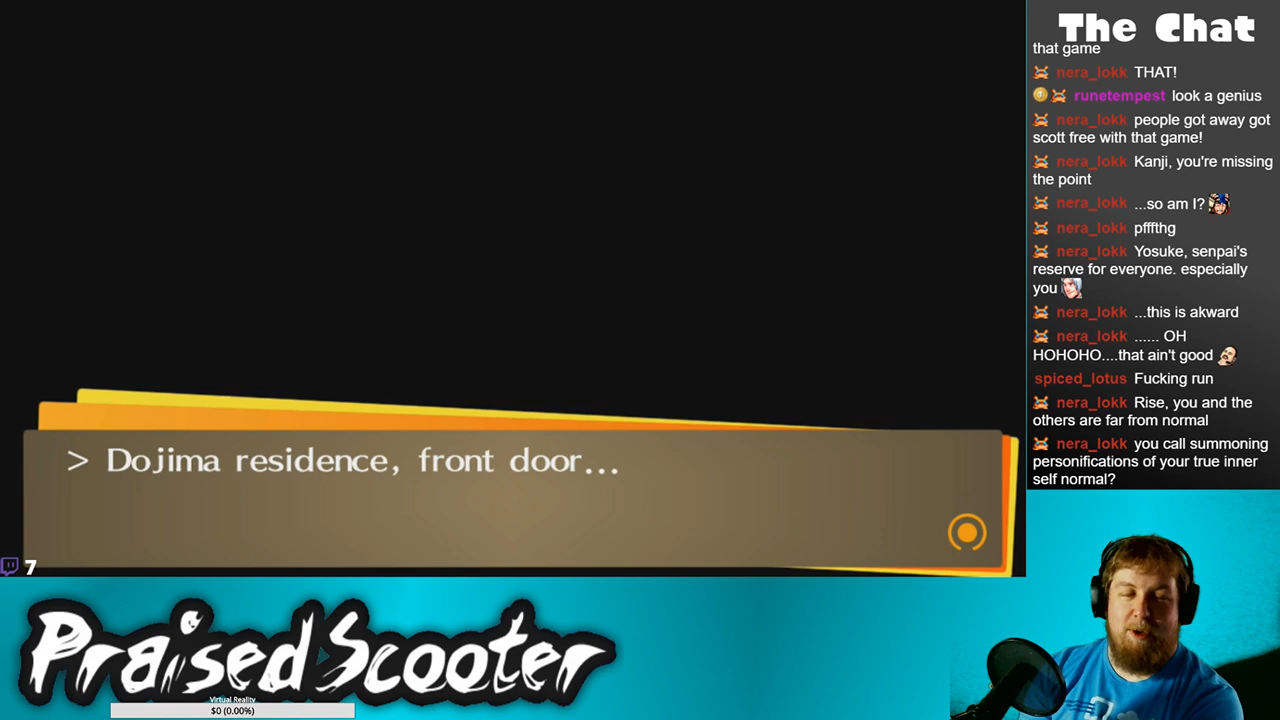 The Chat
that game
nera_lokk THAT!
runetempest look a genius
nera_lokk people got away got
scott free with that game!
nera_lokk Kanji, you're missing
the point
nera_lokk ...so am I?
nera_lokk pfffthg
nera_lokk Yosuke, senpai's
reserve for everyone. especially
you
nera_lokk ...this is akward
nera_lokk ...... OH
HOHOHO....that ain't good
spiced_lotus Fucking run
nera_lokk Rise, you and the
others are far from normal
nera_lokk you call summoning
personifications of your true inner
self normal?
> Dojima residence, front door...
7
PraisedScooter
Virtual Reality
$0 (0.00%)